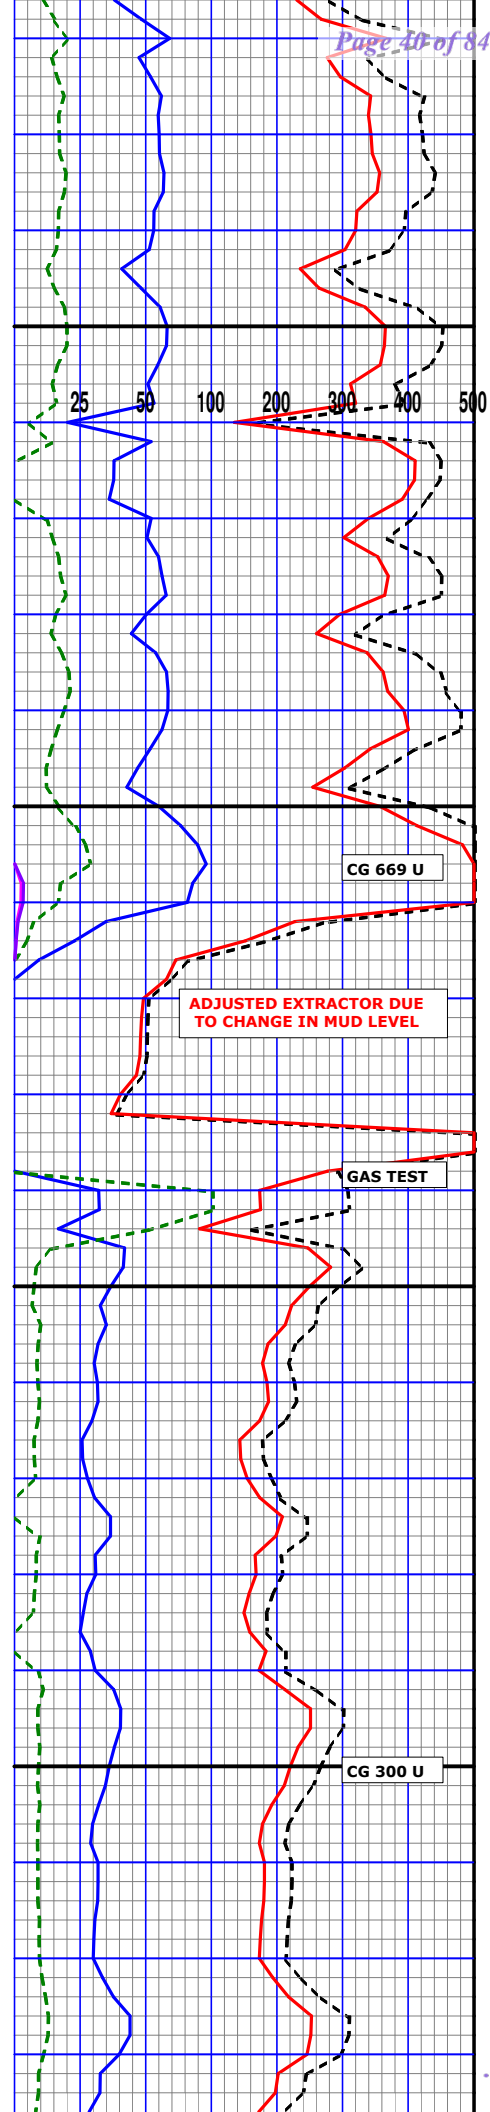 Page 40 of 84
25 50 100 200 300 400 500
CG 669 U
ADJUSTED EXTRACTOR DUE
TO CHANGE IN MUD LEVEL
GAS TEST
CG 300 U